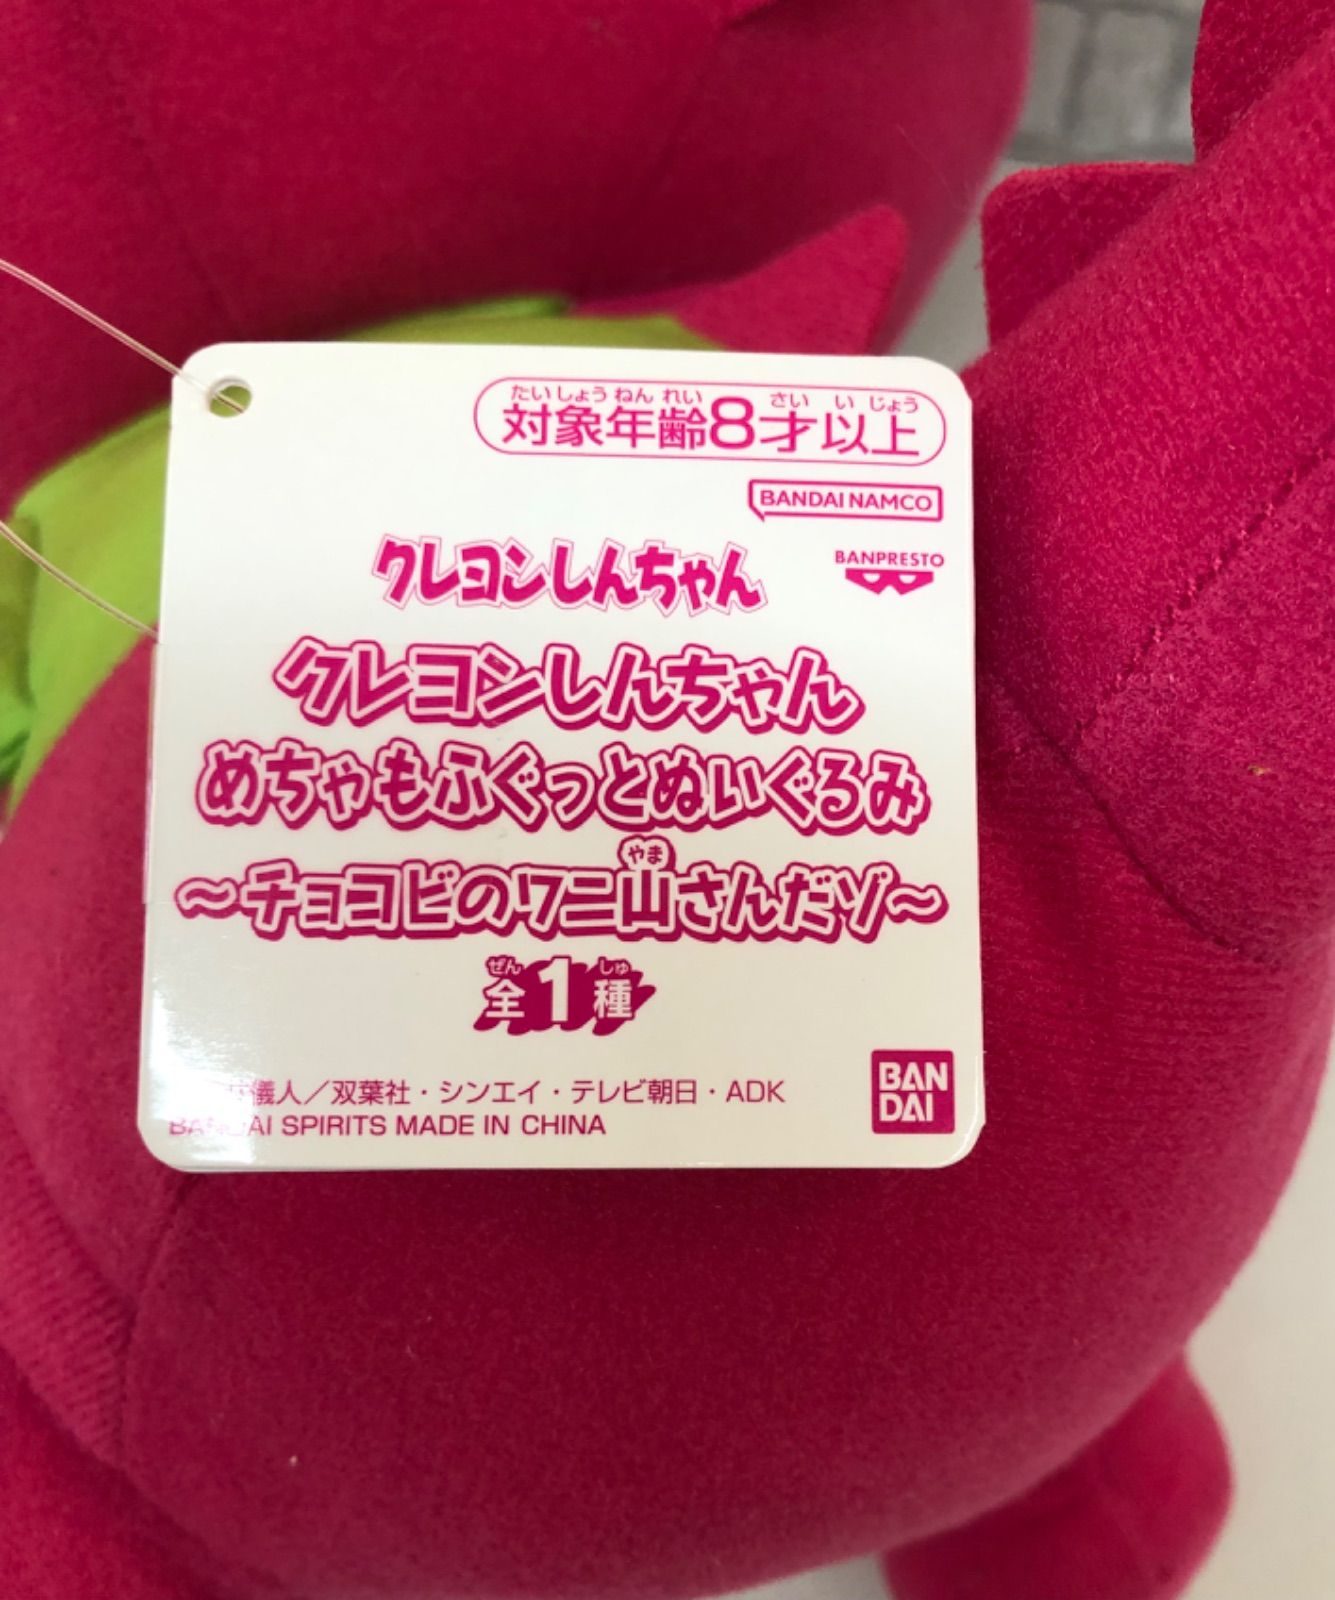 たいしょうねんれい さいいじょう
対象年齢8才以上
BANDAI NAMCO
BANPRESTO
クレヨンしんちゃん
クレヨンしんちゃん
めちゃもふぐっとぬいぐるみ
やま
～チョコビのワニ山さんだゾ～
ぜん しゅ
全1種
儀人／双葉社・シンエイ・テレビ朝日・ADK
BANDAI SPIRITS MADE IN CHINA
BAN
DAI